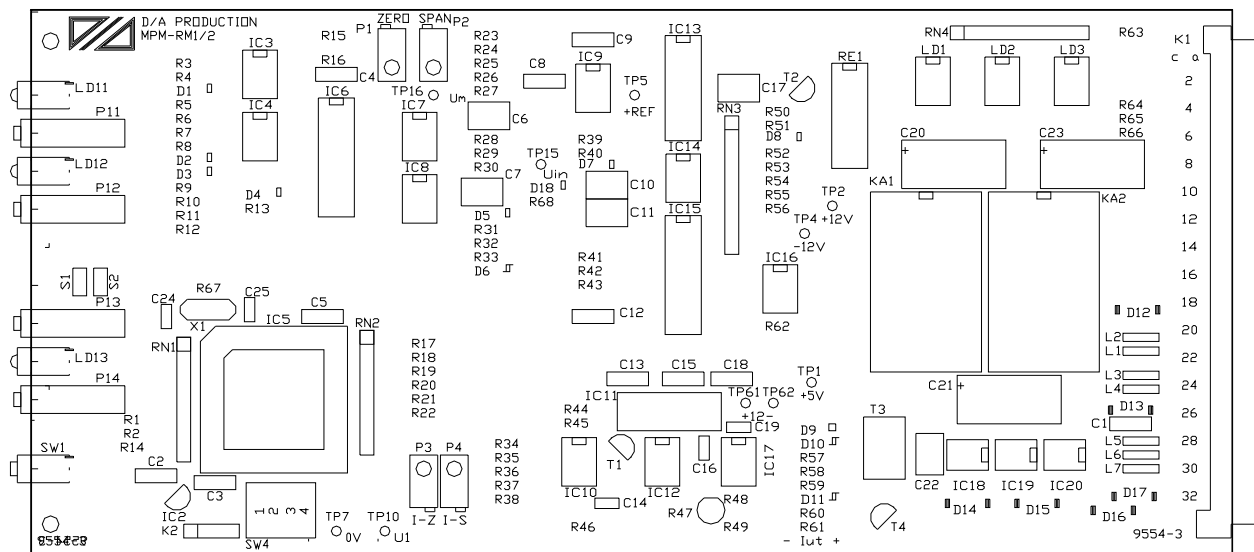 D/A PRODUCTION
MPM-RM1/2
P1
ZERO
SPAN
P2
IC3
R15
R16
C4
R23
R24
R25
R26
R27
C9
IC9
C8
IC13
TP5
+REF
C17
T2
RE1
RN4
R63
LD1
LD2
LD3
K1
c a
LD11
P11
LD12
P12
R3
R4
D1
R5
R6
R7
R8
D2
D3
R9
R10
R11
R12
IC4
D4
R13
IC6
TP16
Um
IC7
IC8
C6
R28
R29
R30
C7
D5
R31
R32
R33
D6
TP15
Uin
D18
R68
R39
R40
D7
C10
C11
IC14
IC15
RN3
R50
R51
D8
R52
R53
R54
R55
R56
TP2
+12V
TP4
-12V
C20
+
C23
+
R64
R65
R66
KA1
KA2
2
4
6
8
10
12
14
16
18
20
22
24
26
28
30
32
S1
S2
P13
LD13
P14
C24
R67
C25
X1
C5
IC5
RN1
RN2
R17
R18
R19
R20
R21
R22
R41
R42
R43
C12
IC16
R62
D12
L2
L1
L3
L4
D13
C1
L5
L6
L7
D17
C13
C15
C18
TP1
+5V
IC11
TP61
TP62
+12-
C19
C21
+
R1
R2
R14
SW1
C2
C3
IC2
K2
SW4
1 2 3 4
P3
P4
I-Z
I-S
TP7
0V
TP10
U1
R34
R35
R36
R37
R38
R44
R45
IC10
T1
IC12
C16
IC17
C14
R46
R47
R48
R49
D9
D10
R57
R58
R59
D11
R60
R61
- Iut +
T3
C22
T4
IC18
IC19
IC20
D14
D15
D16
9554-3